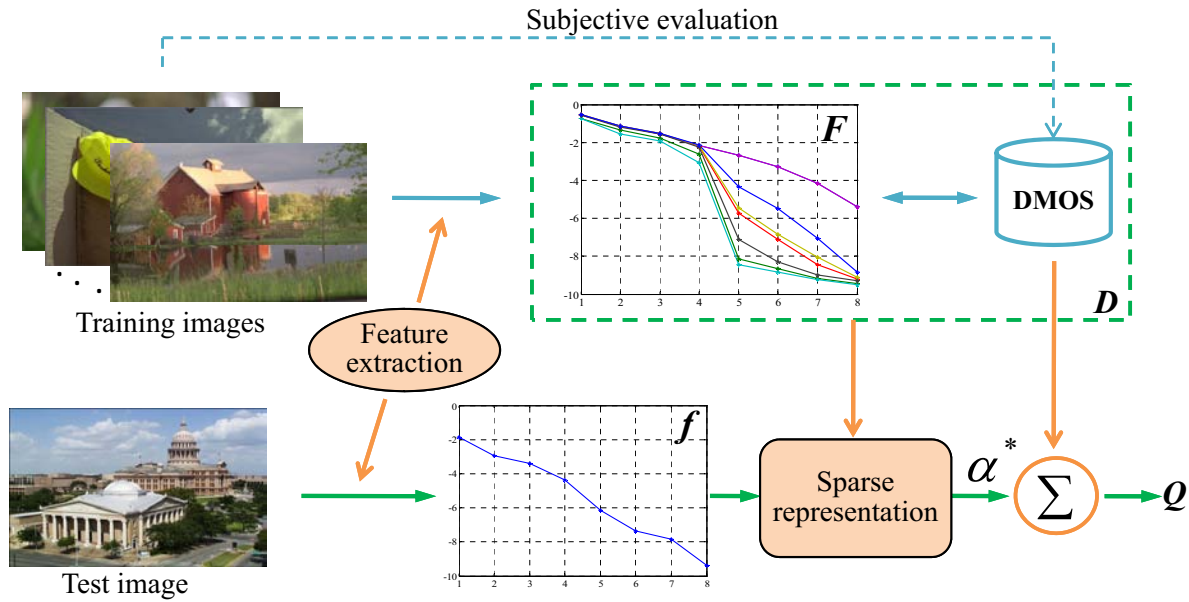 Subjective evaluation
0
-2
-4
-6
-8
-10
1 2 3 4 5 6 7 8
F
DMOS
D
Training images
Feature
extraction
0
-2
-4
-6
-8
-10
1 2 3 4 5 6 7 8
f
Sparse
representation
α*
∑
Q
Test image